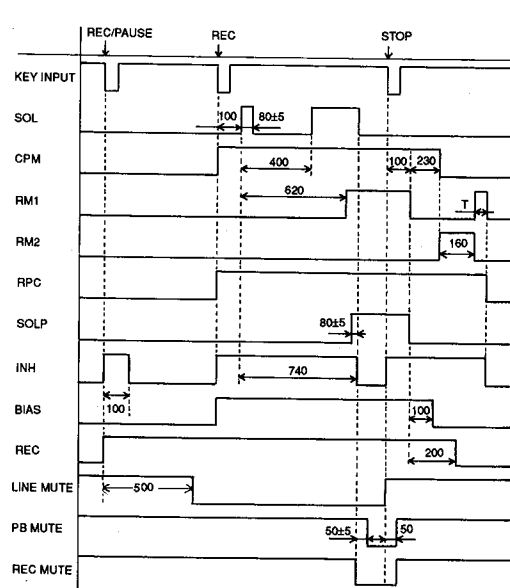 REC/PAUSE REC STOP
KEY INPUT
SOL 100 80±5
CPM 400 100 230
RM1 620 T
RM2 160
RPC
SOLP 80±5
INH 740
100
BIAS 100
REC 200
LINE MUTE 500
PB MUTE 50±5 50
REC MUTE